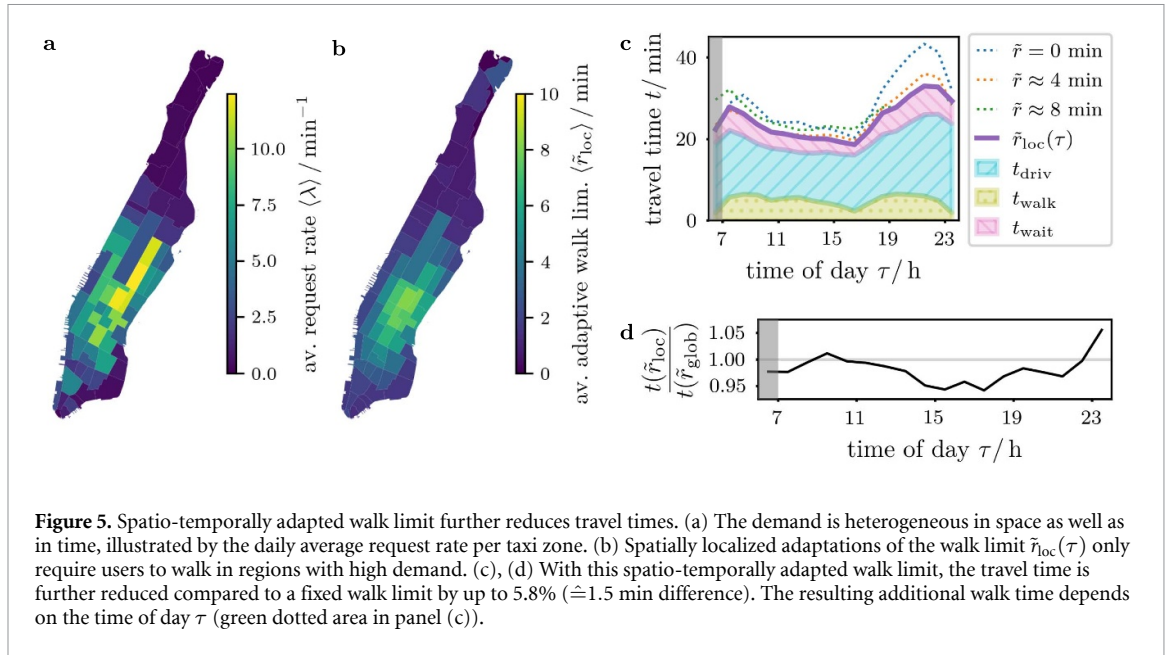 a
10.0
7.5
5.0
2.5
0.0
av. request rate ⟨λ⟩ / min⁻¹
b
10
8
6
4
2
0
av. adaptive walk lim. ⟨r̃loc⟩ / min
c
40
20
0
travel time t / min
7 11 15 19 23
time of day τ / h
r̃ = 0 min
r̃ ≈ 4 min
r̃ ≈ 8 min
r̃loc(τ)
tdriv
twalk
twait
d
1.05
1.00
0.95
t(r̃loc)
t(r̃glob)
7 11 15 19 23
time of day τ / h
Figure 5. Spatio-temporally adapted walk limit further reduces travel times. (a) The demand is heterogeneous in space as well as
in time, illustrated by the daily average request rate per taxi zone. (b) Spatially localized adaptations of the walk limit r̃loc(τ) only
require users to walk in regions with high demand. (c), (d) With this spatio-temporally adapted walk limit, the travel time is
further reduced compared to a fixed walk limit by up to 5.8% (≙1.5 min difference). The resulting additional walk time depends
on the time of day τ (green dotted area in panel (c)).